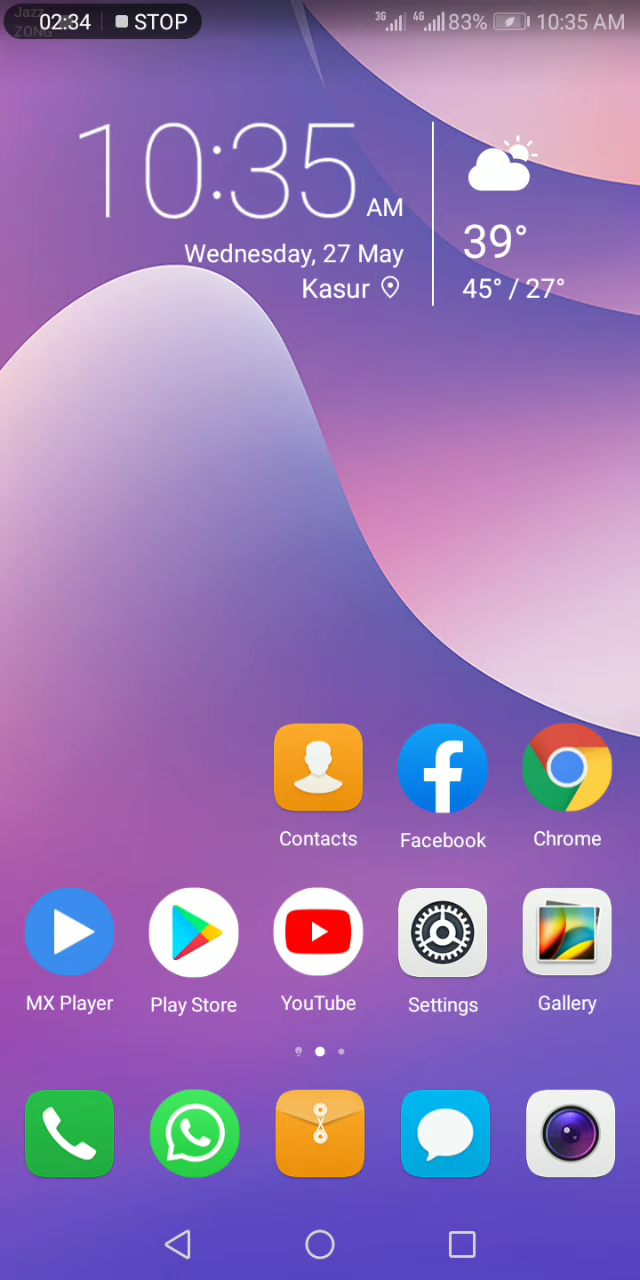 Jazz
ZONG
02:34 STOP
3G 4G 83% 10:35 AM
10:35 AM
Wednesday, 27 May
Kasur
39°
45° / 27°
Contacts Facebook Chrome
MX Player Play Store YouTube Settings Gallery